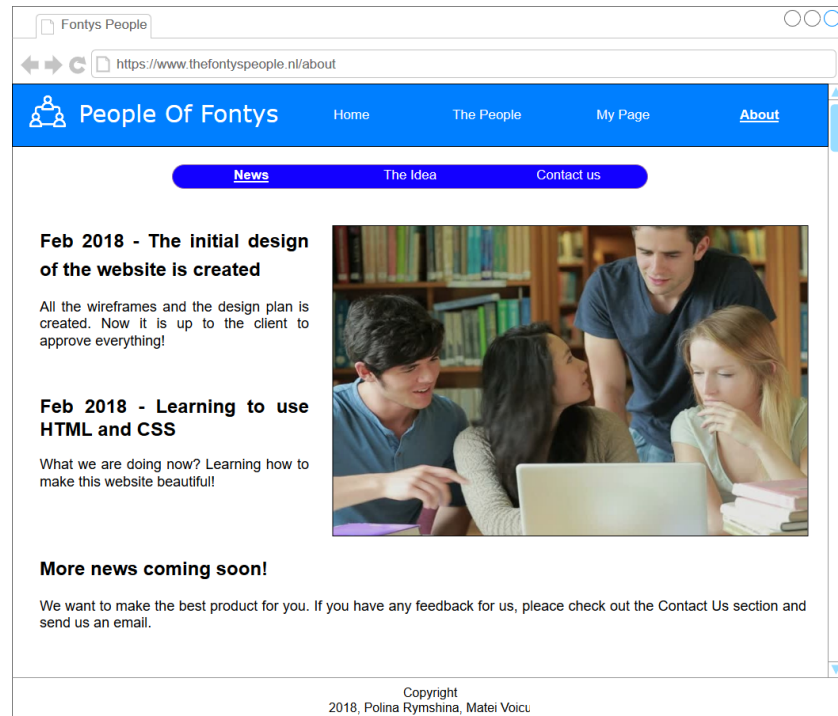 Fontys People
https://www.thefontyspeople.nl/about
People Of Fontys
Home
The People
My Page
About
News
The Idea
Contact us
Feb 2018 - The initial design
of the website is created
All the wireframes and the design plan is
created. Now it is up to the client to
approve everything!
Feb 2018 - Learning to use
HTML and CSS
What we are doing now? Learning how to
make this website beautiful!
More news coming soon!
We want to make the best product for you. If you have any feedback for us, pleace check out the Contact Us section and
send us an email.
Copyright
2018, Polina Rymshina, Matei Voicu